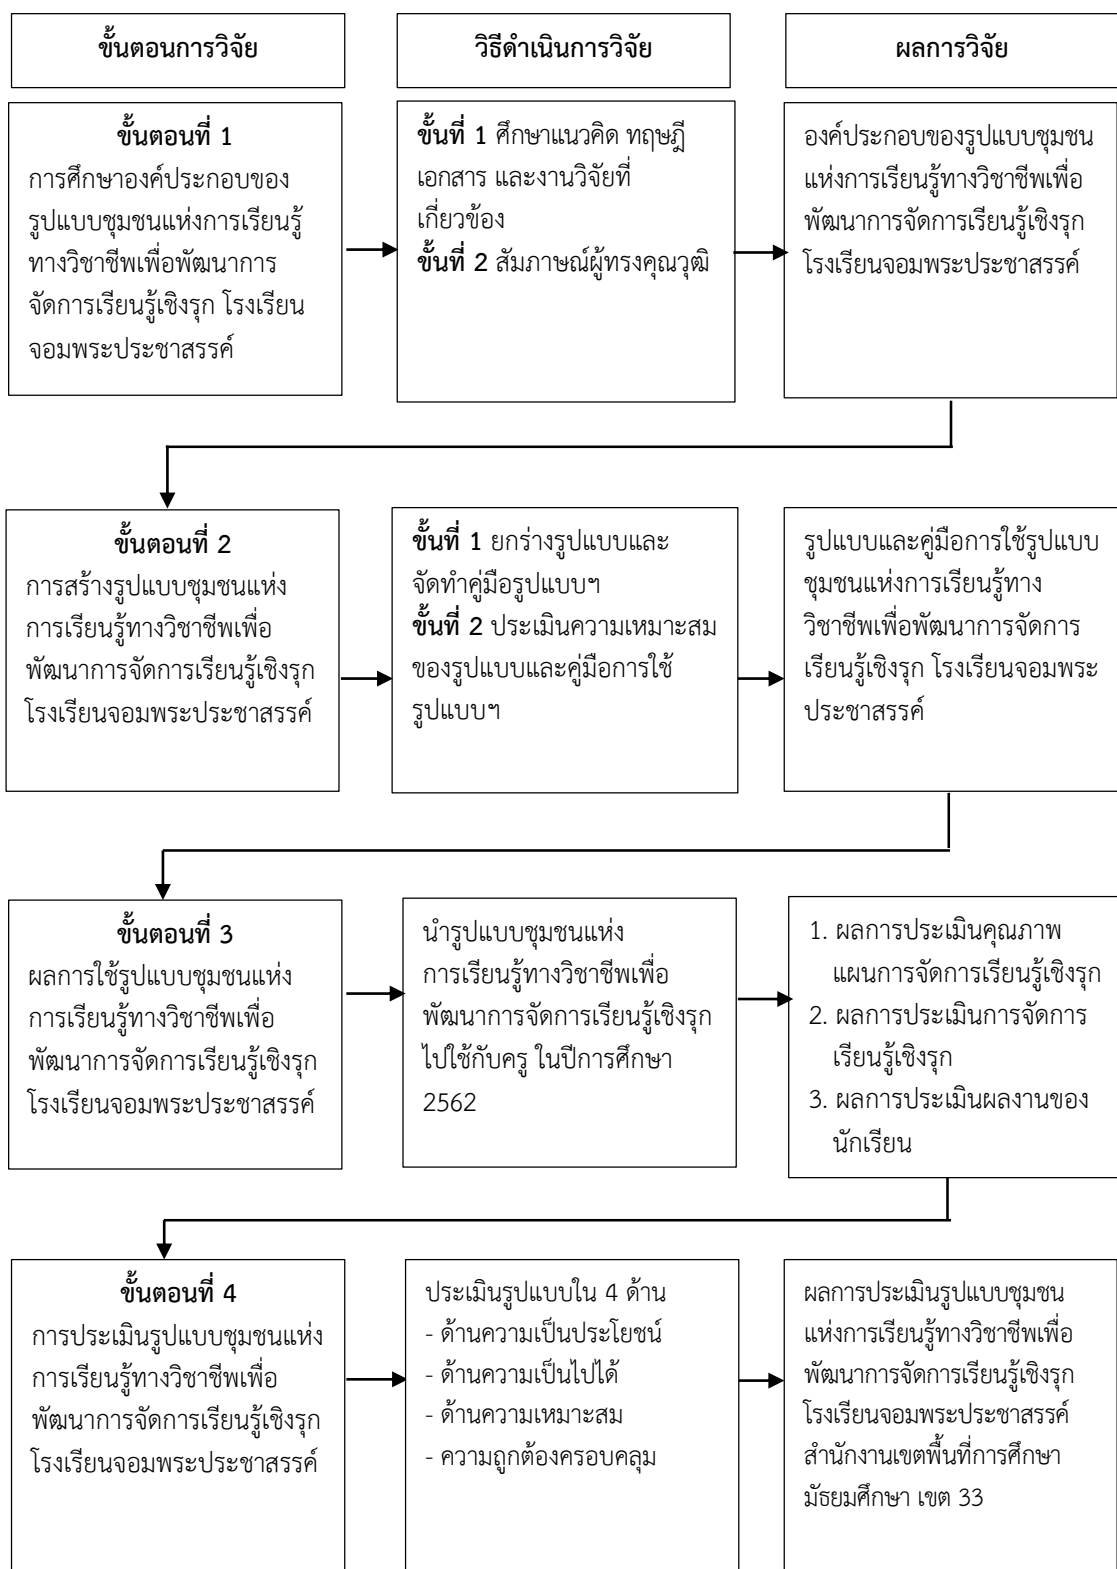 ขั้นตอนการวิจัย
วิธีดำเนินการวิจัย
ผลการวิจัย
ขั้นตอนที่ 1
การศึกษาองค์ประกอบของ
รูปแบบชุมชนแห่งการเรียนรู้
ทางวิชาชีพเพื่อพัฒนาการ
จัดการเรียนรู้เชิงรุก โรงเรียน
จอมพระประชาสรรค์
ขั้นที่ 1 ศึกษาแนวคิด ทฤษฎี
เอกสาร และงานวิจัยที่
เกี่ยวข้อง
ขั้นที่ 2 สัมภาษณ์ผู้ทรงคุณวุฒิ
องค์ประกอบของรูปแบบชุมชน
แห่งการเรียนรู้ทางวิชาชีพเพื่อ
พัฒนาการจัดการเรียนรู้เชิงรุก
โรงเรียนจอมพระประชาสรรค์
ขั้นตอนที่ 2
การสร้างรูปแบบชุมชนแห่ง
การเรียนรู้ทางวิชาชีพเพื่อ
พัฒนาการจัดการเรียนรู้เชิงรุก
โรงเรียนจอมพระประชาสรรค์
ขั้นที่ 1 ยกร่างรูปแบบและ
จัดทำคู่มือรูปแบบฯ
ขั้นที่ 2 ประเมินความเหมาะสม
ของรูปแบบและคู่มือการใช้
รูปแบบฯ
รูปแบบและคู่มือการใช้รูปแบบ
ชุมชนแห่งการเรียนรู้ทาง
วิชาชีพเพื่อพัฒนาการจัดการ
เรียนรู้เชิงรุก โรงเรียนจอมพระ
ประชาสรรค์
ขั้นตอนที่ 3
ผลการใช้รูปแบบชุมชนแห่ง
การเรียนรู้ทางวิชาชีพเพื่อ
พัฒนาการจัดการเรียนรู้เชิงรุก
โรงเรียนจอมพระประชาสรรค์
นำรูปแบบชุมชนแห่ง
การเรียนรู้ทางวิชาชีพเพื่อ
พัฒนาการจัดการเรียนรู้เชิงรุก
ไปใช้กับครู ในปีการศึกษา
2562
1. ผลการประเมินคุณภาพ
แผนการจัดการเรียนรู้เชิงรุก
2. ผลการประเมินการจัดการ
เรียนรู้เชิงรุก
3. ผลการประเมินผลงานของ
นักเรียน
ขั้นตอนที่ 4
การประเมินรูปแบบชุมชนแห่ง
การเรียนรู้ทางวิชาชีพเพื่อ
พัฒนาการจัดการเรียนรู้เชิงรุก
โรงเรียนจอมพระประชาสรรค์
ประเมินรูปแบบใน 4 ด้าน
- ด้านความเป็นประโยชน์
- ด้านความเป็นไปได้
- ด้านความเหมาะสม
- ความถูกต้องครอบคลุม
ผลการประเมินรูปแบบชุมชน
แห่งการเรียนรู้ทางวิชาชีพเพื่อ
พัฒนาการจัดการเรียนรู้เชิงรุก
โรงเรียนจอมพระประชาสรรค์
สำนักงานเขตพื้นที่การศึกษา
มัธยมศึกษา เขต 33